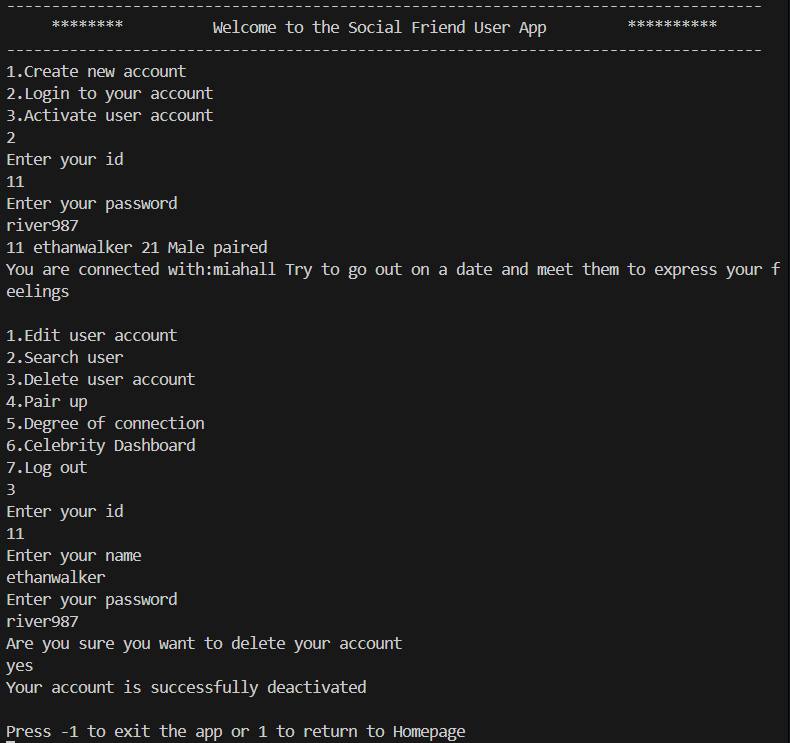 ------------------------------------------------------------------------------------
******** Welcome to the Social Friend User App **********
------------------------------------------------------------------------------------
1.Create new account
2.Login to your account
3.Activate user account
2
Enter your id
11
Enter your password
river987
11 ethanwalker 21 Male paired
You are connected with:miahall Try to go out on a date and meet them to express your f
eelings
1.Edit user account
2.Search user
3.Delete user account
4.Pair up
5.Degree of connection
6.Celebrity Dashboard
7.Log out
3
Enter your id
11
Enter your name
ethanwalker
Enter your password
river987
Are you sure you want to delete your account
yes
Your account is successfully deactivated
Press -1 to exit the app or 1 to return to Homepage